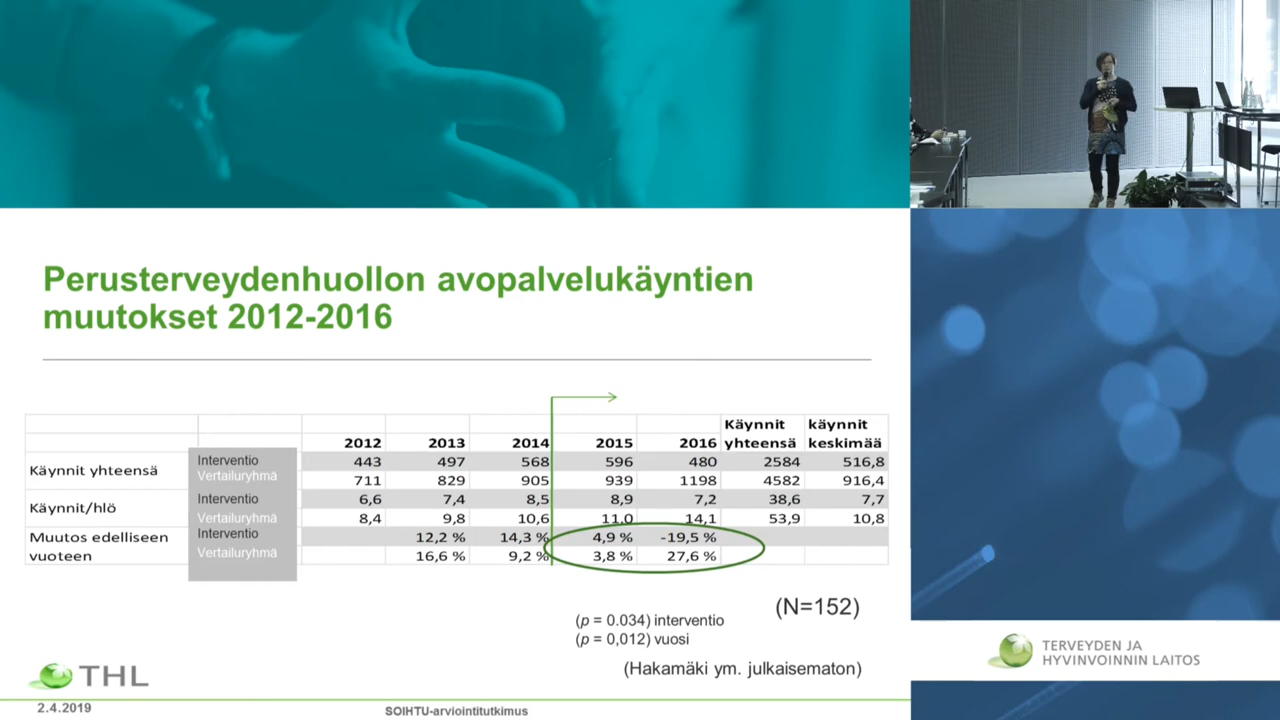 Perusterveydenhuollon avopalvelukäyntien
muutokset 2012-2016
Käynnit käynnit
2012 2013 2014 2015 2016 yhteensä keskimää
Käynnit yhteensä Interventio 443 497 568 596 480 2584 516,8
Vertailuryhmä 711 829 905 939 1198 4582 916,4
Käynnit/hlö Interventio 6,6 7,4 8,5 8,9 7,2 38,6 7,7
Vertailuryhmä 8,4 9,8 10,6 11,0 14,1 53,9 10,8
Muutos edelliseen Interventio 12,2 % 14,3 % 4,9 % -19,5 %
vuoteen Vertailuryhmä 16,6 % 9,2 % 3,8 % 27,6 %
(N=152)
(p = 0.034) interventio
(p = 0,012) vuosi
(Hakamäki ym. julkaisematon)
THL
2.4.2019
SOIHTU-arviointitutkimus
TERVEYDEN JA
HYVINVOINNIN LAITOS